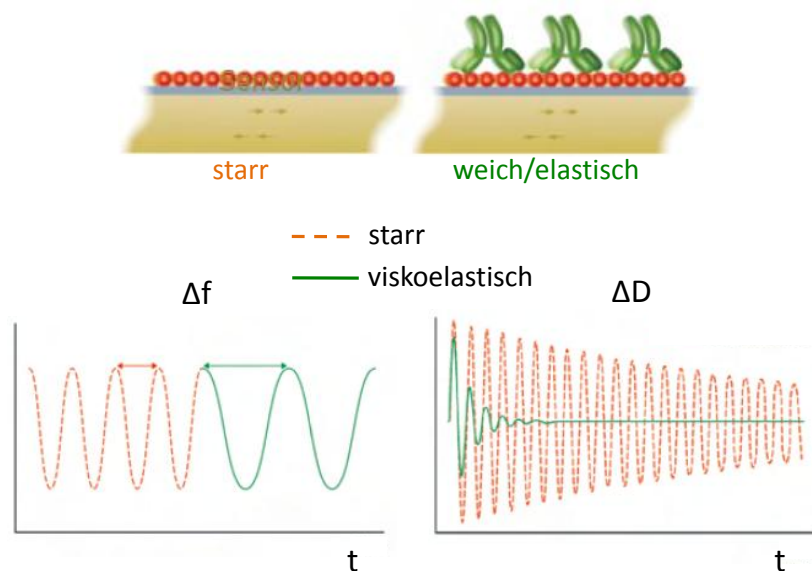 Sensor
starr
weich/elastisch
starr
viskoelastisch
Δf
ΔD
t
t